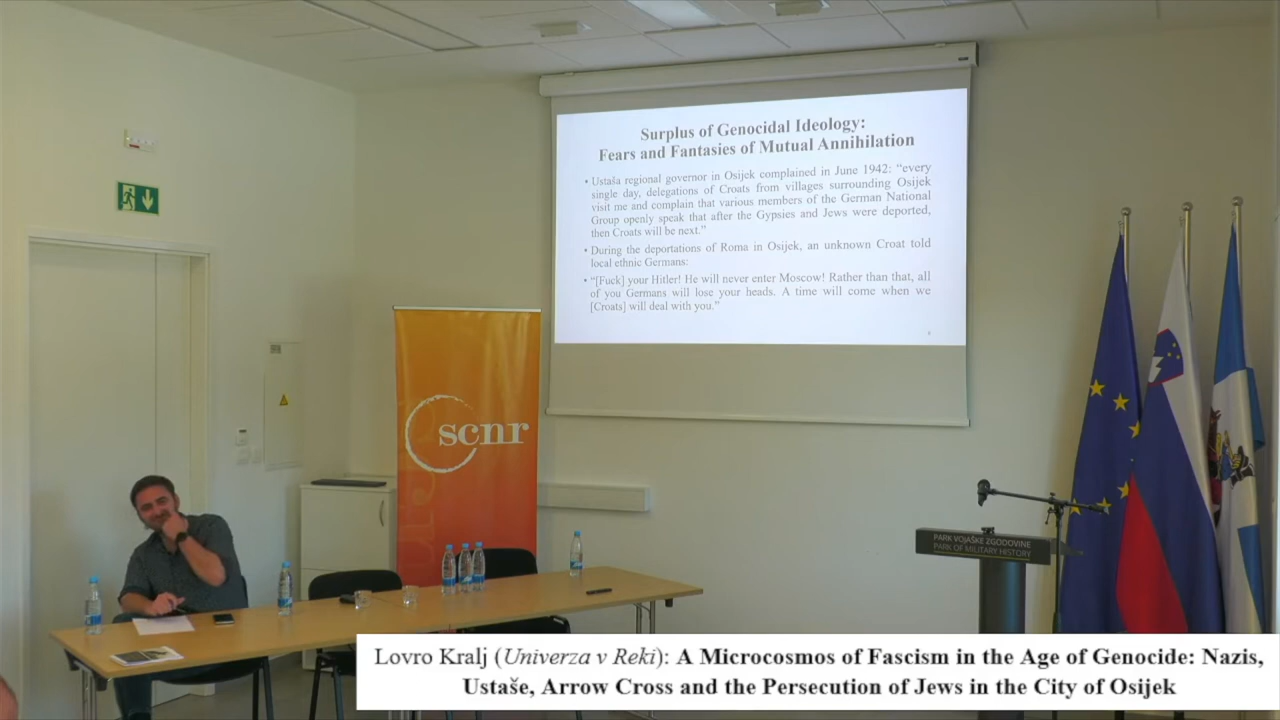 Surplus of Genocidal Ideology:
Fears and Fantasies of Mutual Annihilation
• Ustaša regional governor in Osijek complained in June 1942: “every
single day, delegations of Croats from villages surrounding Osijek
visit me and complain that various members of the German National
Group openly speak that after the Gypsies and Jews were deported,
then Croats will be next.”
• During the deportations of Roma in Osijek, an unknown Croat told
local ethnic Germans:
• “[Fuck] your Hitler! He will never enter Moscow! Rather than that, all
of you Germans will lose your heads. A time will come when we
[Croats] will deal with you.”
scnr
PARK VOJAŠKE ZGODOVINE
PARK OF MILITARY HISTORY
Lovro Kralj (Univerza v Reki): A Microcosmos of Fascism in the Age of Genocide: Nazis,
Ustaše, Arrow Cross and the Persecution of Jews in the City of Osijek